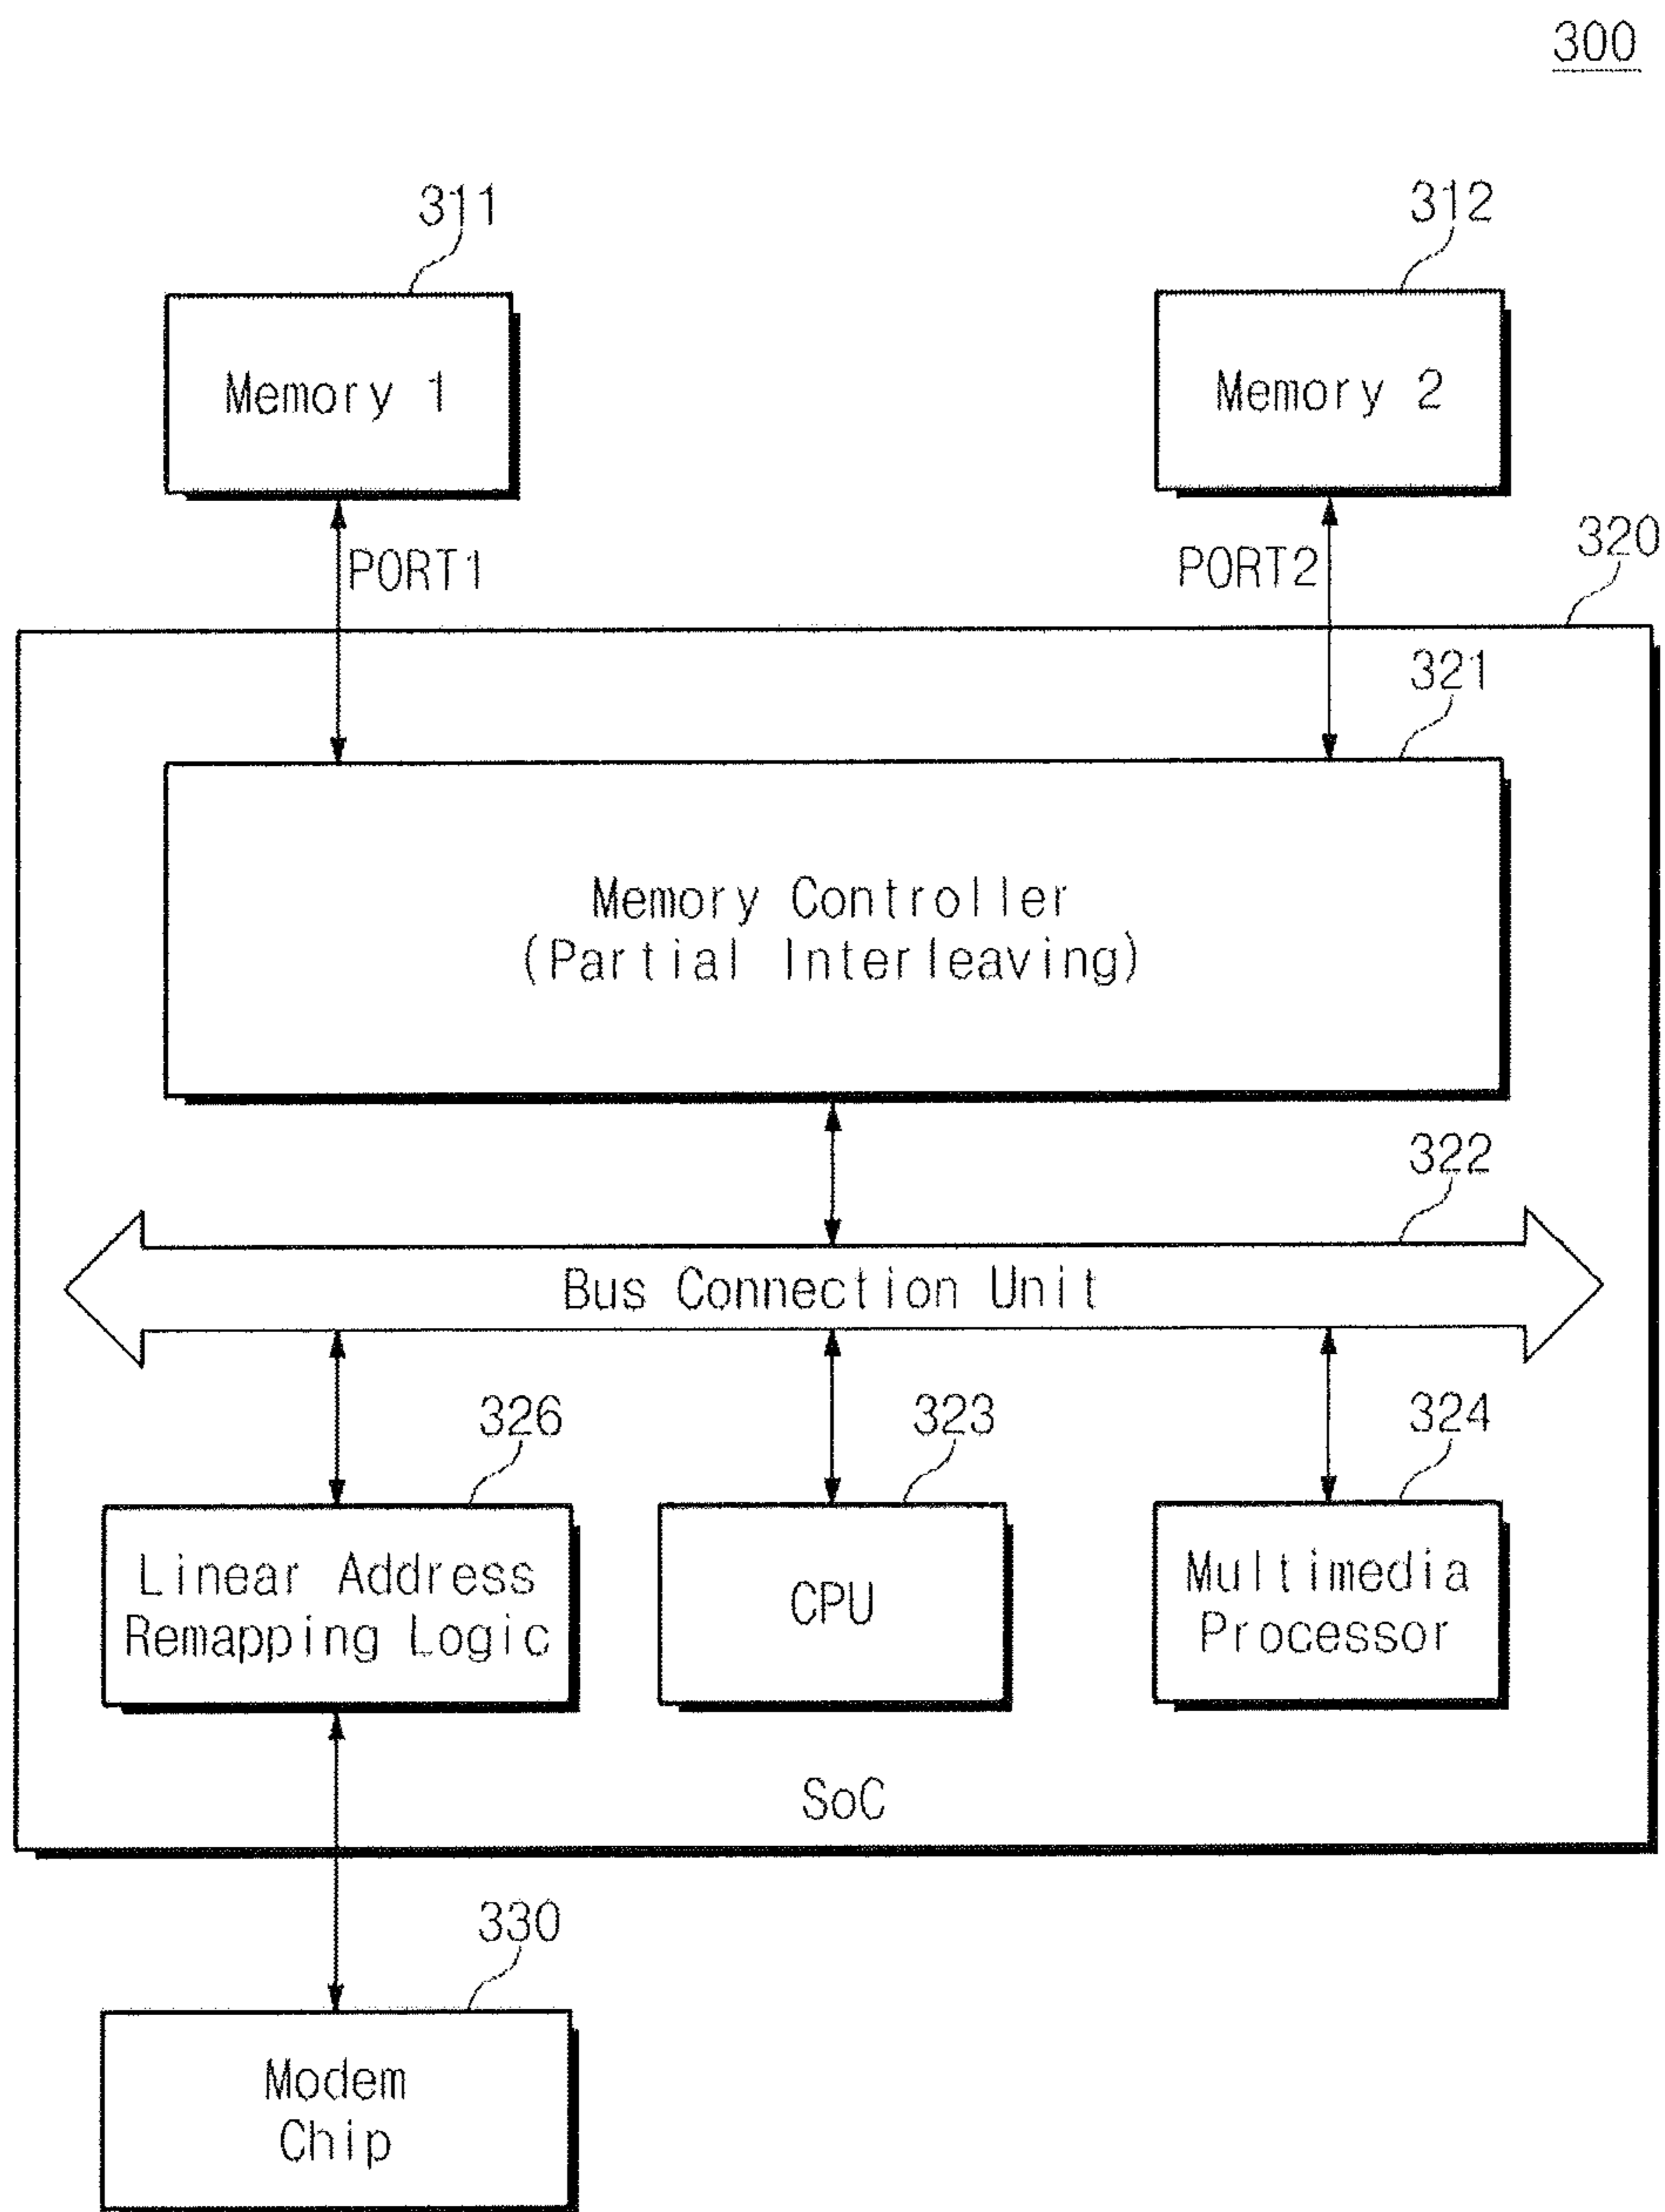 300
311
312
Memory 1
Memory 2
320
PORT1
PORT2
321
Memory Controller
(Partial Interleaving)
322
Bus Connection Unit
326
323
324
Linear Address
Remapping Logic
CPU
Multimedia
Processor
SoC
330
Modem
Chip